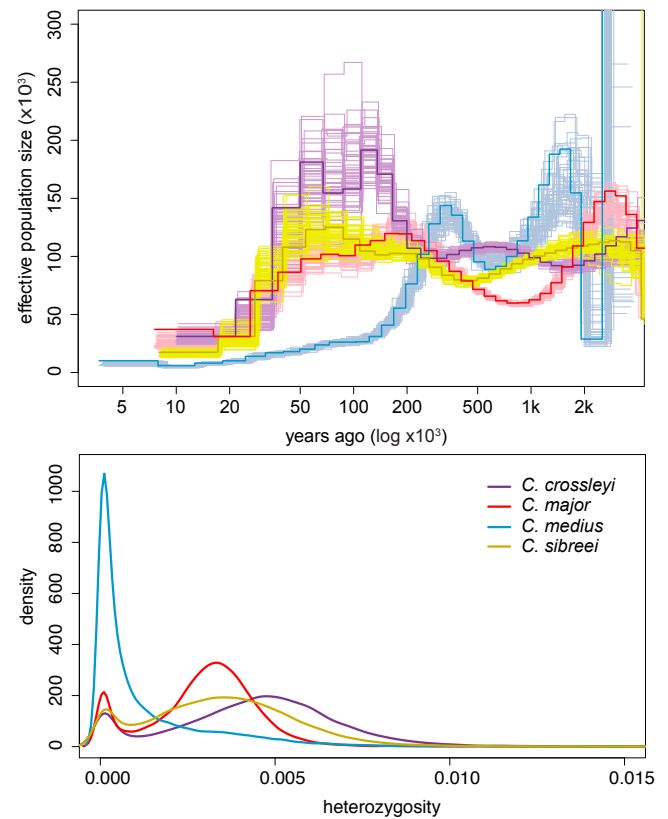 effective population size (x10³)
300
250
200
150
100
50
0
5 10 20 50 100 200 500 1k 2k
years ago (log x10³)
density
1000
800
600
400
200
0
C. crossleyi
C. major
C. medius
C. sibreei
0.000 0.005 0.010 0.015
heterozygosity